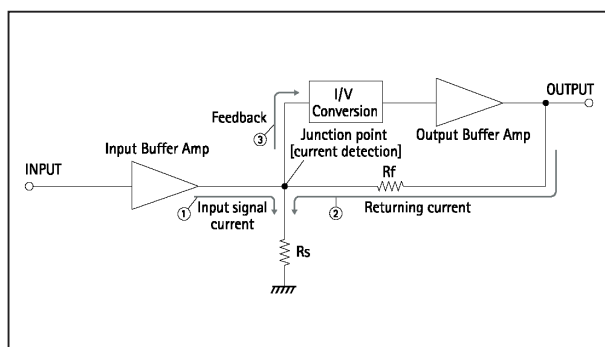 I/V
Conversion
OUTPUT
Feedback
③
Output Buffer Amp
Input Buffer Amp
Junction point
[current detection]
INPUT
Rf
①
Input signal
current
②
Returning current
Rs